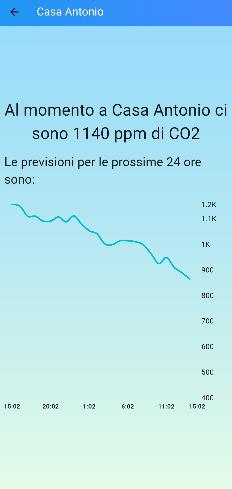 Casa Antonio
Al momento a Casa Antonio ci
sono 1140 ppm di CO2
Le previsioni per le prossime 24 ore
sono:
1.2K
1.1K
1K
900
800
700
600
500
400
15:02 20:02 1:02 6:02 11:02 15:02